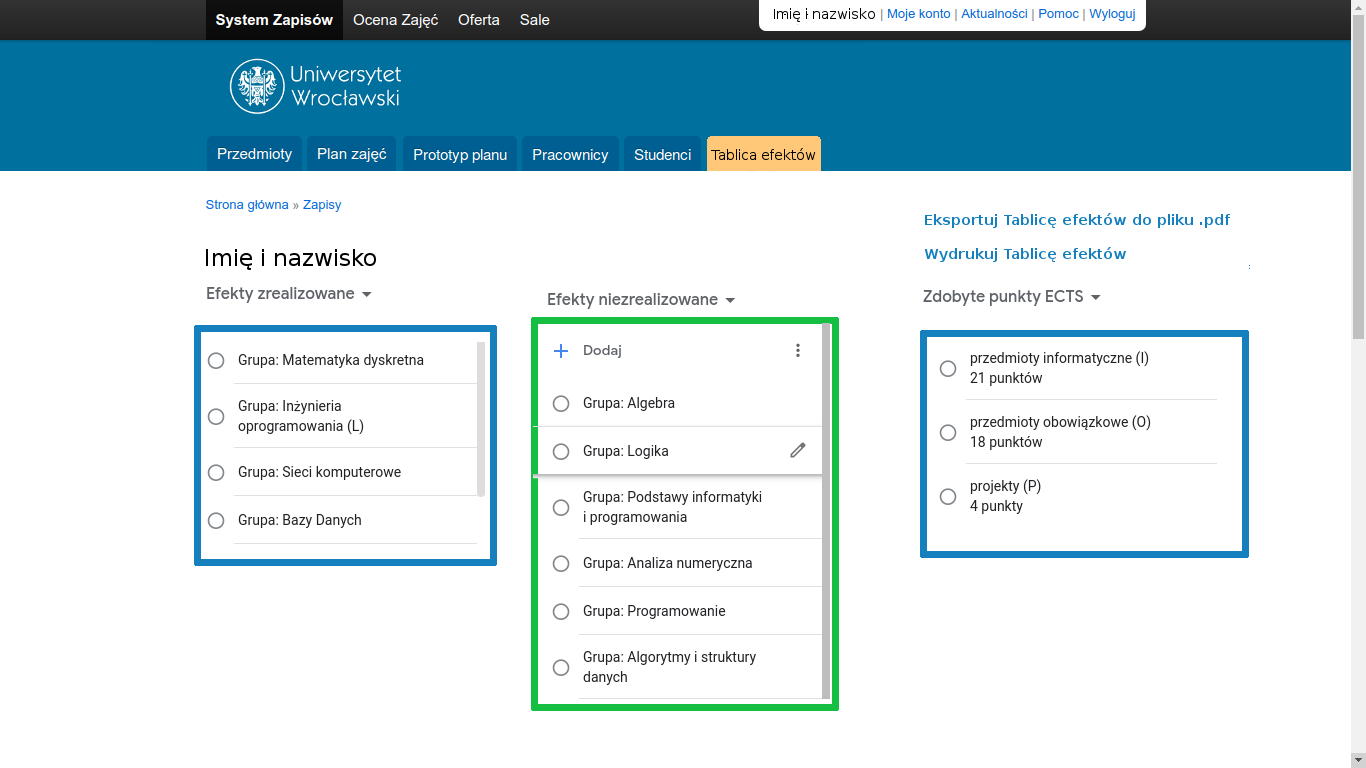 System Zapisów Ocena Zajęć Oferta Sale
Imię i nazwisko | Moje konto | Aktualności | Pomoc | Wyloguj
Uniwersytet
Wrocławski
Przedmioty Plan zajęć Prototyp planu Pracownicy Studenci Tablica efektów
Strona główna » Zapisy
Eksportuj Tablicę efektów do pliku .pdf
Wydrukuj Tablicę efektów
Imię i nazwisko
Efekty zrealizowane
Grupa: Matematyka dyskretna
Grupa: Inżynieria
oprogramowania (L)
Grupa: Sieci komputerowe
Grupa: Bazy Danych
Efekty niezrealizowane
Dodaj
Grupa: Algebra
Grupa: Logika
Grupa: Podstawy informatyki
i programowania
Grupa: Analiza numeryczna
Grupa: Programowanie
Grupa: Algorytmy i struktury
danych
Zdobyte punkty ECTS
przedmioty informatyczne (I)
21 punktów
przedmioty obowiązkowe (O)
18 punktów
projekty (P)
4 punkty